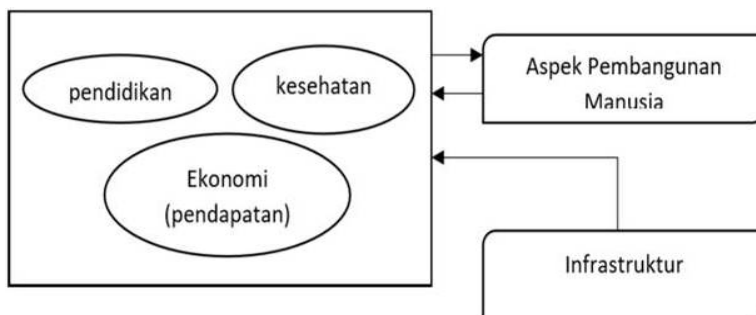 pendidikan
kesehatan
Ekonomi
(pendapatan)
Aspek Pembangunan
Manusia
Infrastruktur